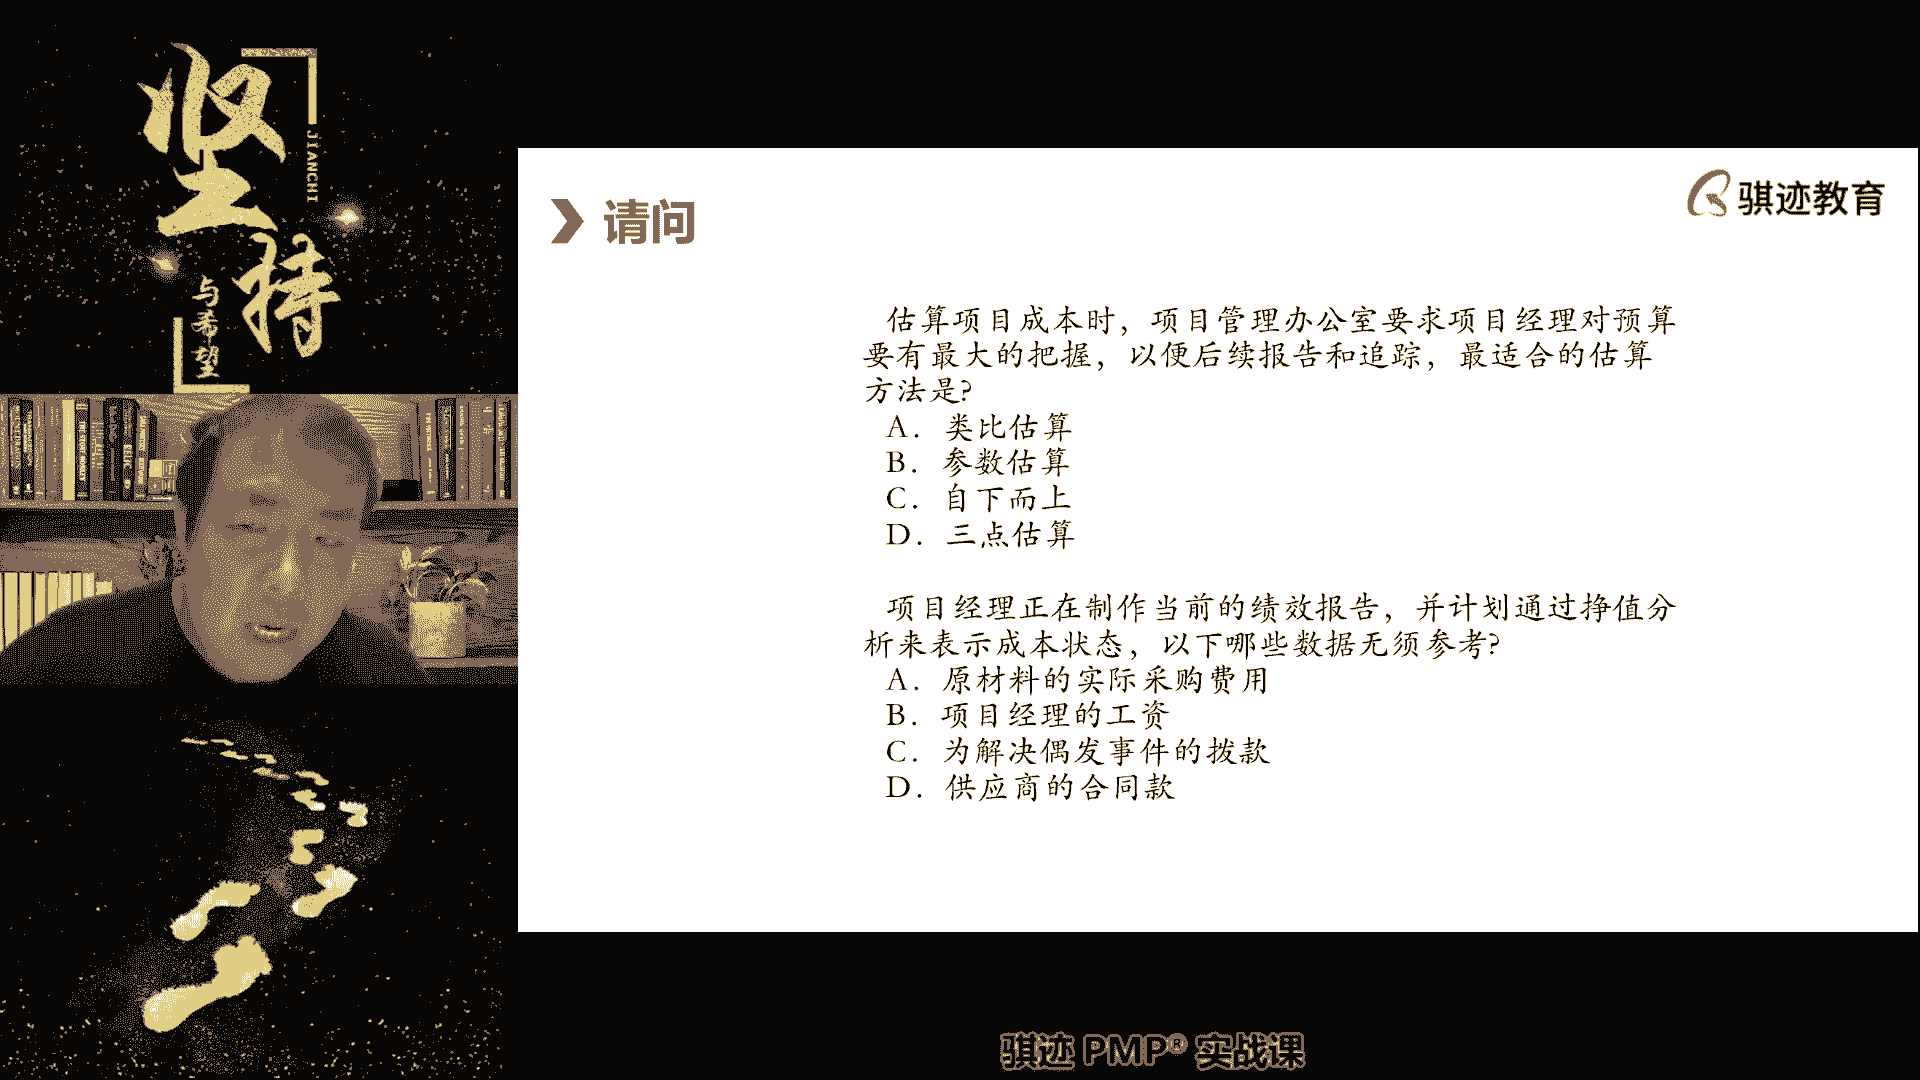 坚
持
JIANCHI
与希望
请问
骐迹教育
估算项目成本时，项目管理办公室要求项目经理对预算
要有最大的把握，以便后续报告和追踪，最适合的估算
方法是?
A. 类比估算
B. 参数估算
C. 自下而上
D. 三点估算
项目经理正在制作当前的绩效报告，并计划通过挣值分
析来表示成本状态，以下哪些数据无须参考?
A. 原材料的实际采购费用
B. 项目经理的工资
C. 为解决偶发事件的拨款
D. 供应商的合同款
骐迹 PMP® 实战课